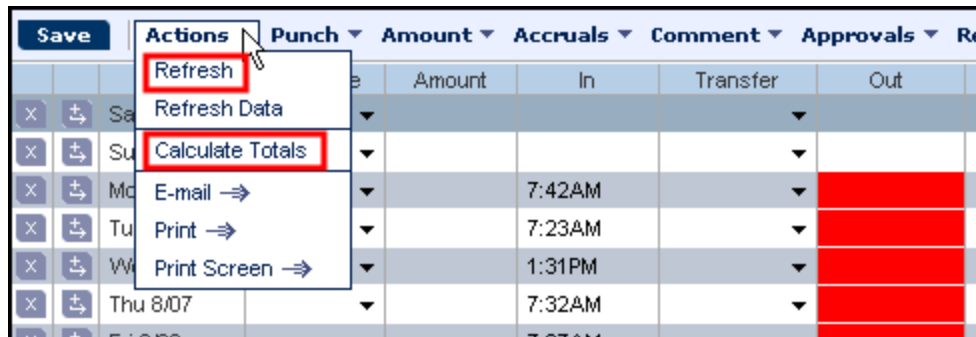 Save Actions Punch Amount Accruals Comment Approvals
Refresh Amount In Transfer Out
Refresh Data
Calculate Totals
E-mail 7:42AM
Print 7:23AM
Print Screen 1:31PM
Thu 8/07 7:32AM